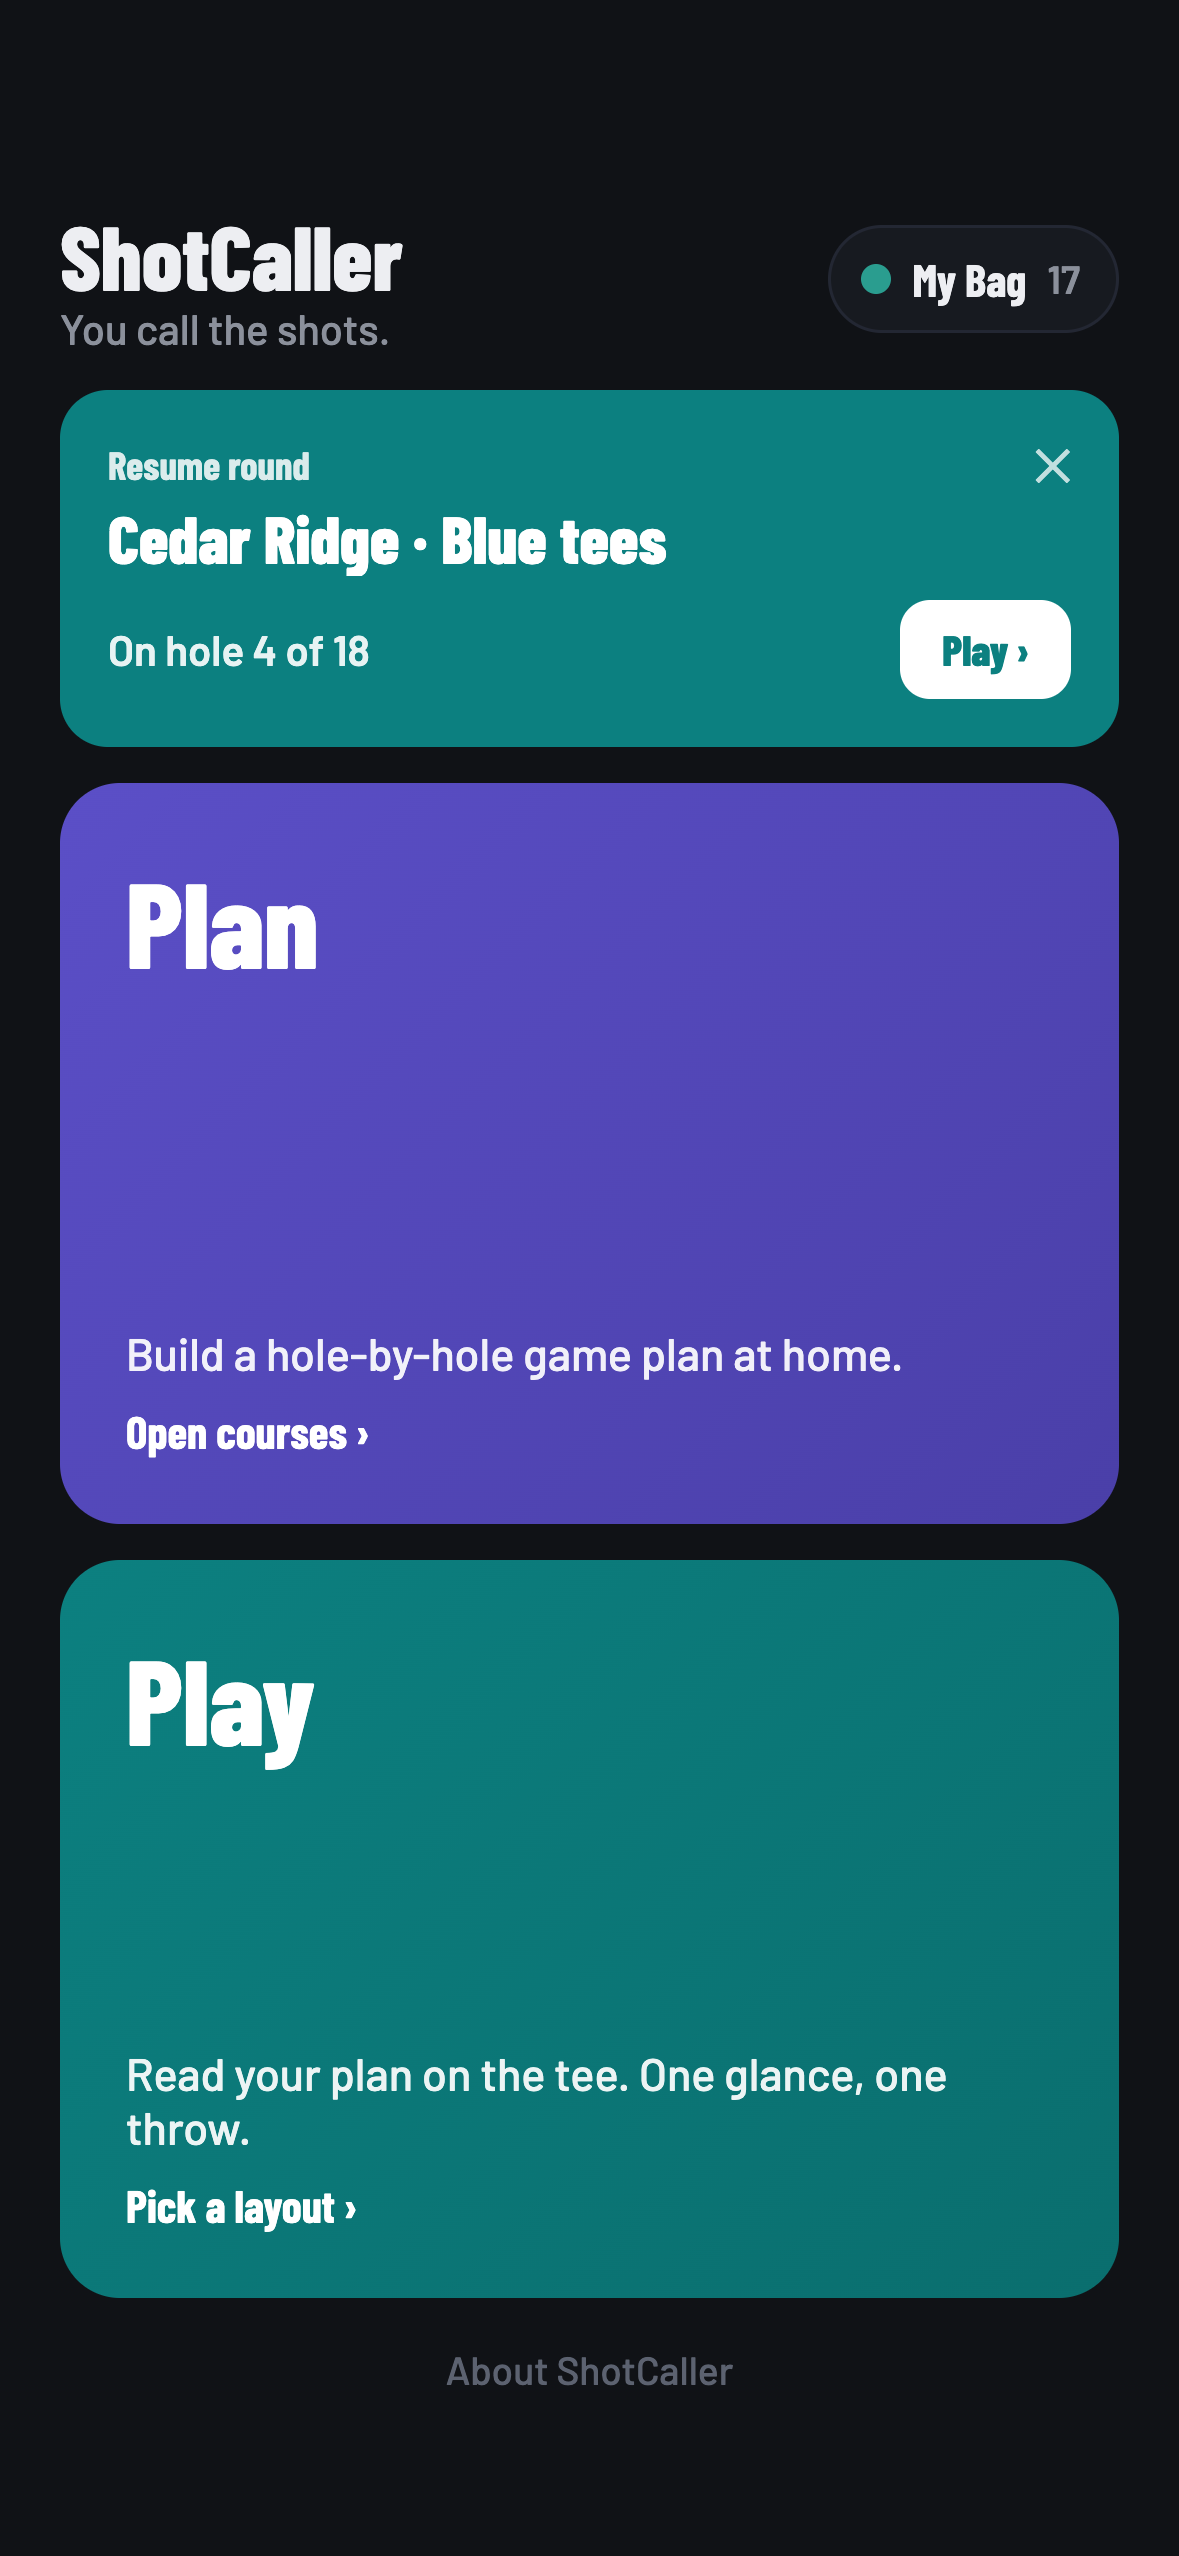 ShotCaller
You call the shots.
My Bag 17
Resume round
Cedar Ridge · Blue tees
On hole 4 of 18
Play ›
Plan
Build a hole-by-hole game plan at home.
Open courses ›
Play
Read your plan on the tee. One glance, one
throw.
Pick a layout ›
About ShotCaller